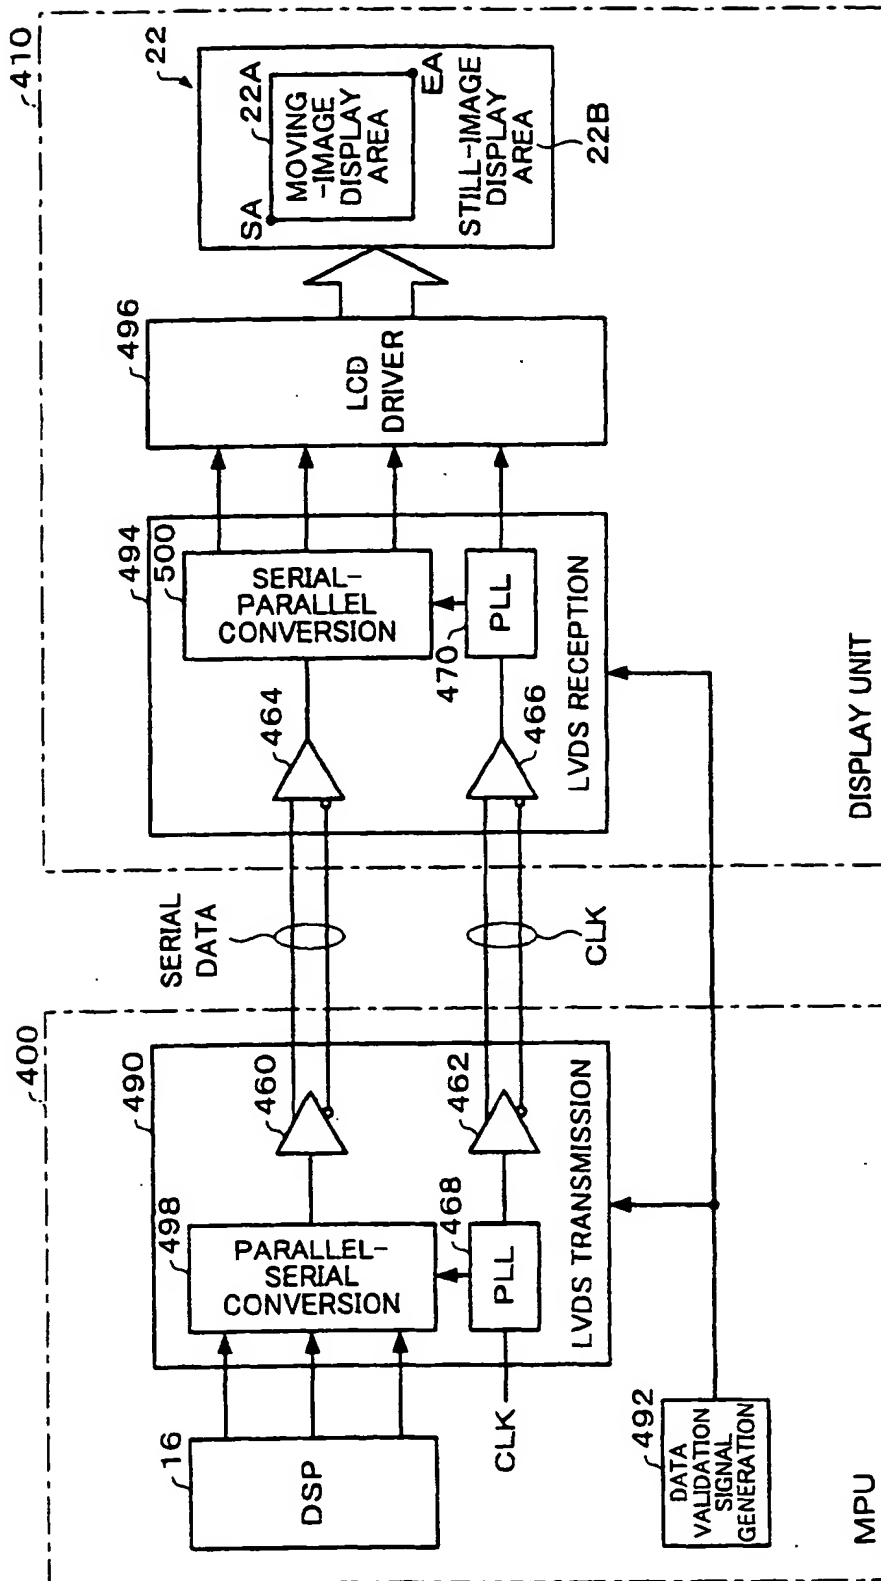 400
490
498
PARALLEL-
SERIAL
CONVERSION
460
468
PLL
462
LVDS TRANSMISSION
16
DSP
CLK
492
DATA
VALIDATION
SIGNAL
GENERATION
MPU
SERIAL
DATA
CLK
410
494
500
SERIAL-
PARALLEL
CONVERSION
464
470
PLL
466
LVDS RECEPTION
496
LCD
DRIVER
22
SA
22A
MOVING
-IMAGE
DISPLAY
AREA
EA
STILL-IMAGE
DISPLAY
AREA
22B
DISPLAY UNIT